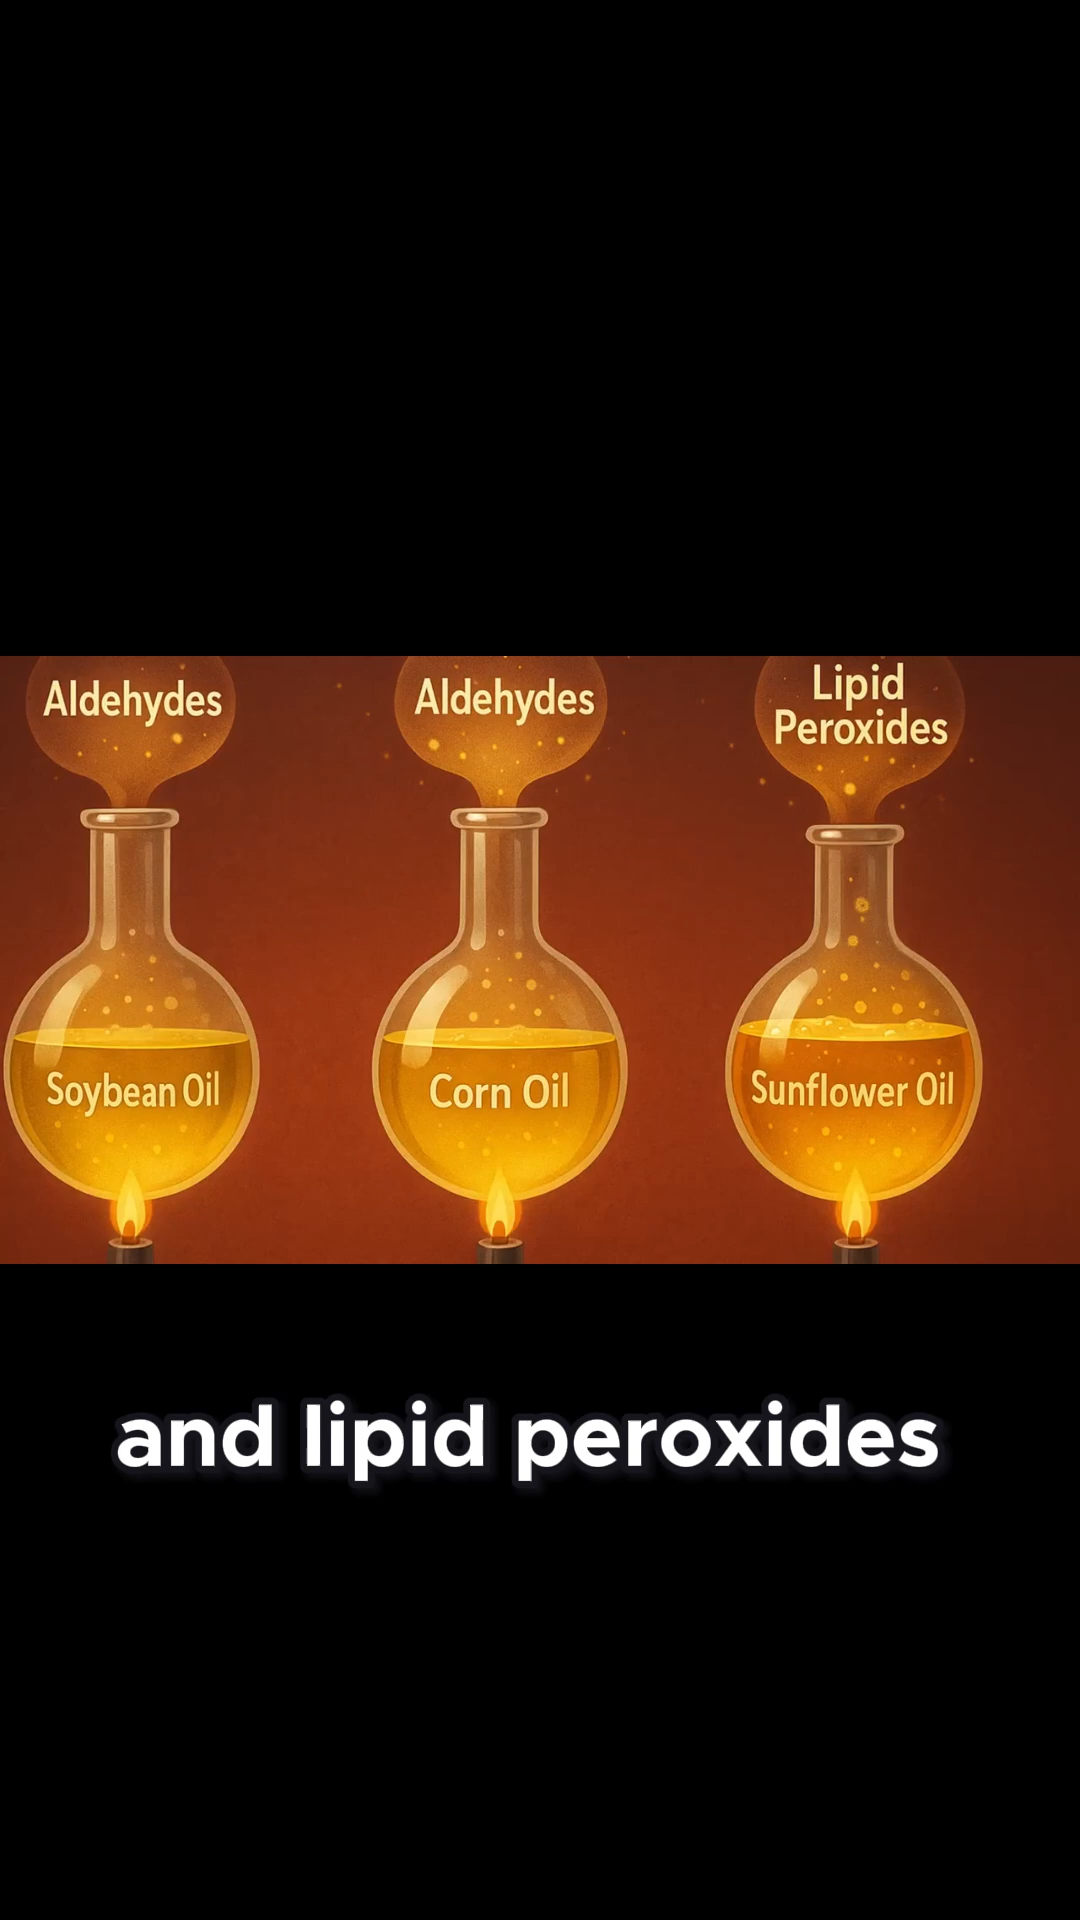 Aldehydes
Aldehydes
Lipid
Peroxides
Soybean Oil
Corn Oil
Sunflower Oil
and lipid peroxides